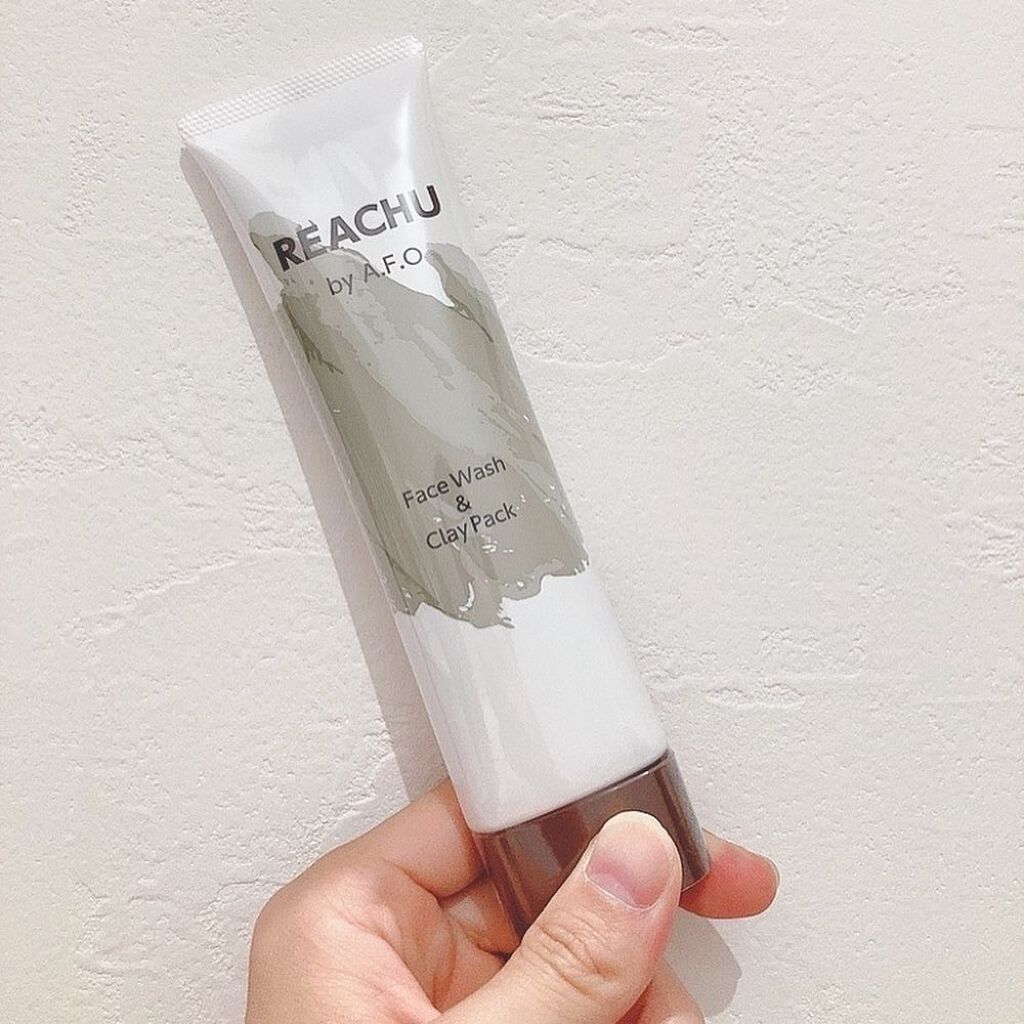 REACHU
by A.F.O
Face Wash
&
Clay Pack